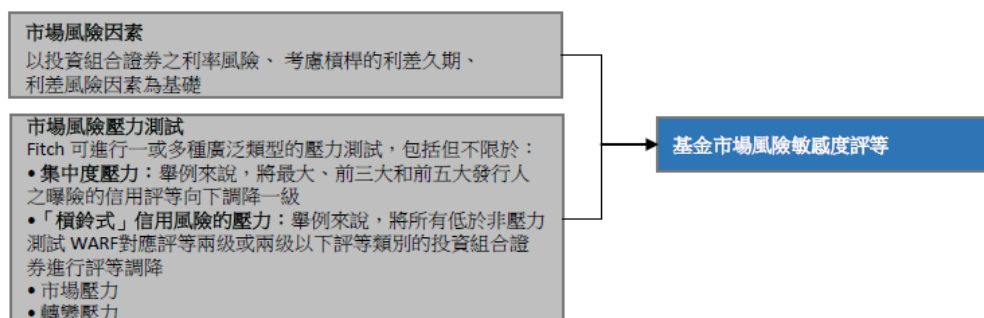 市場風險因素
以投資組合證券之利率風險、 考慮槓桿的利差久期、
利差風險因素為基礎
市場風險壓力測試
Fitch 可進行一或多種廣泛類型的壓力測試，包括但不限於：
• 集中度壓力：舉例來說，將最大、前三大和前五大發行人
之曝險的信用評等向下調降一級
•「槓鈴式」信用風險的壓力：舉例來說，將所有低於非壓力
測試 WARF對應評等兩级或兩级以下評等類別的投資組合證
券進行評等調降
• 市場壓力
• 轉變壓力
基金市場風險敏感度評等